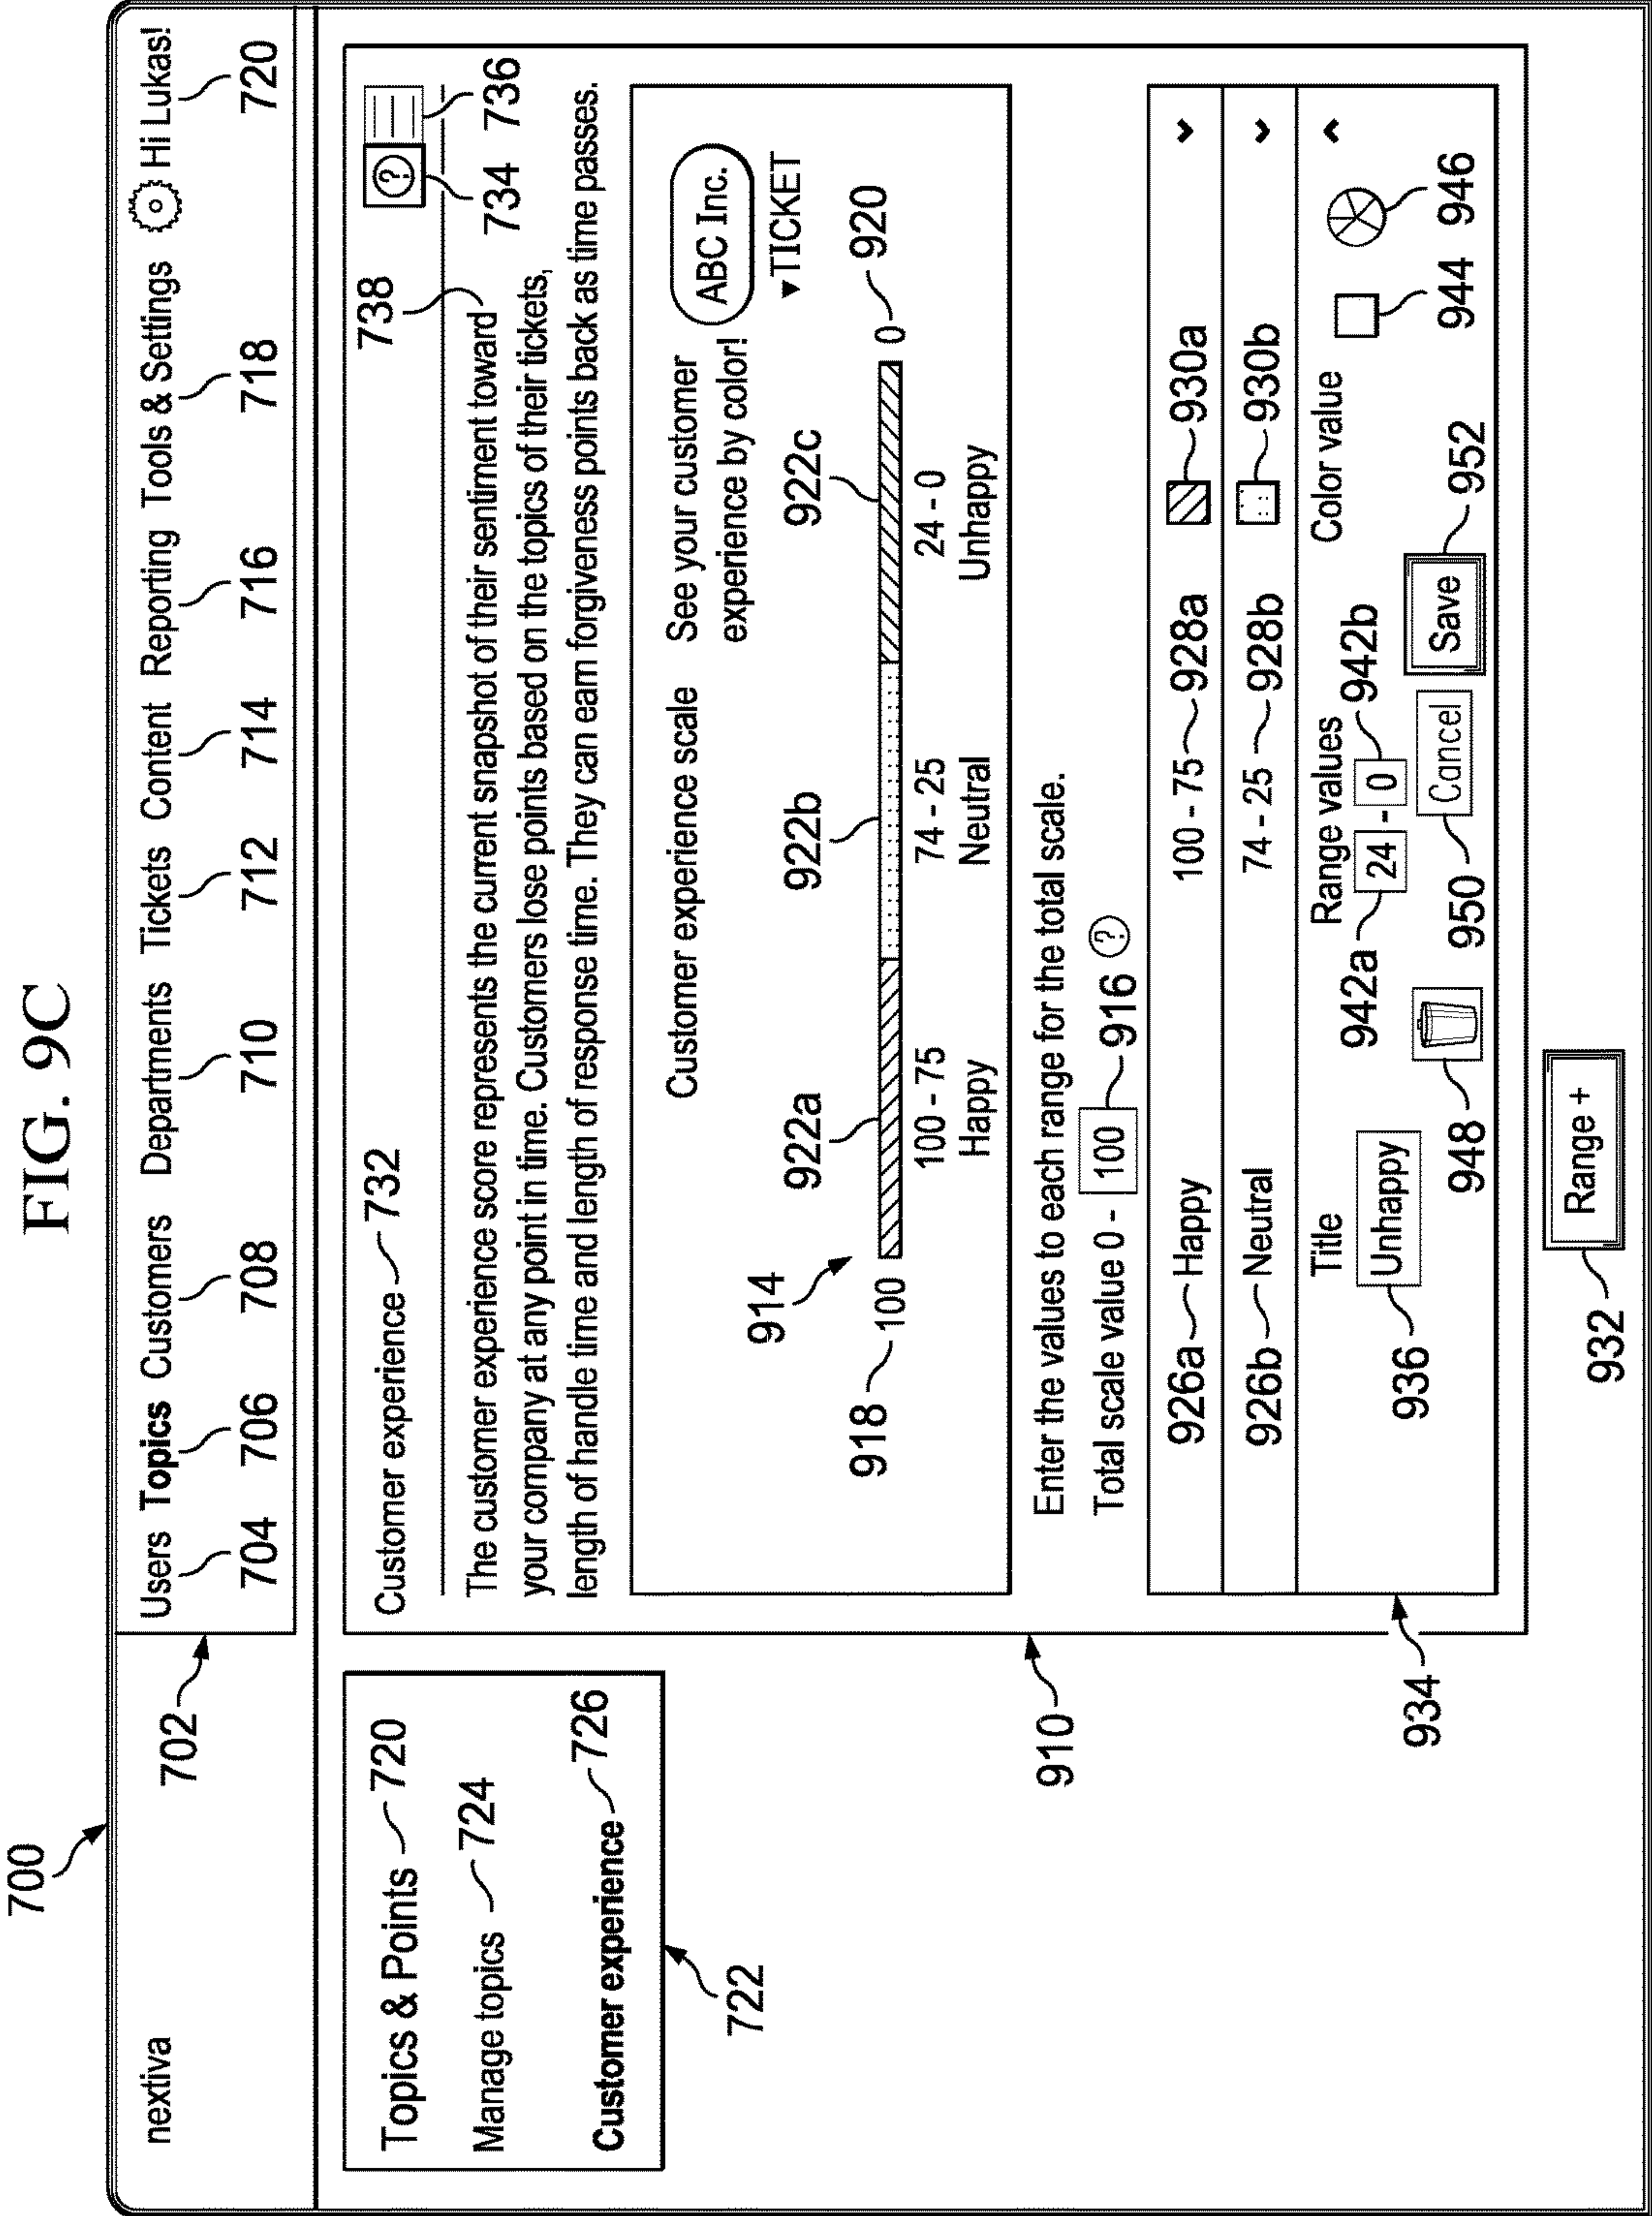 FIG. 9C
700
nextiva
702
Users Topics Customers Departments Tickets Content Reporting Tools & Settings Hi Lukas!
704 706 708 710 712 714 716 718 720
Topics & Points 720
Manage topics 724
Customer experience 726
722
Customer experience 732
738
?
734 736
The customer experience score represents the current snapshot of their sentiment toward
your company at any point in time. Customers lose points based on the topics of their tickets,
length of handle time and length of response time. They can earn forgiveness points back as time passes.
Customer experience scale
See your customer
experience by color!
ABC Inc.
▾TICKET
914 922a 922b 922c
918 100 0 920
100 - 75 74 - 25 24 - 0
Happy Neutral Unhappy
910
Enter the values to each range for the total scale.
Total scale value 0 - 100 916 ?
926a Happy 100 - 75 928a 930a
926b Neutral 74 - 25 928b 930b
Title Range values Color value
936 Unhappy 942a 24 - 0 942b
944 946
948 950 Cancel Save 952
934
932 Range +